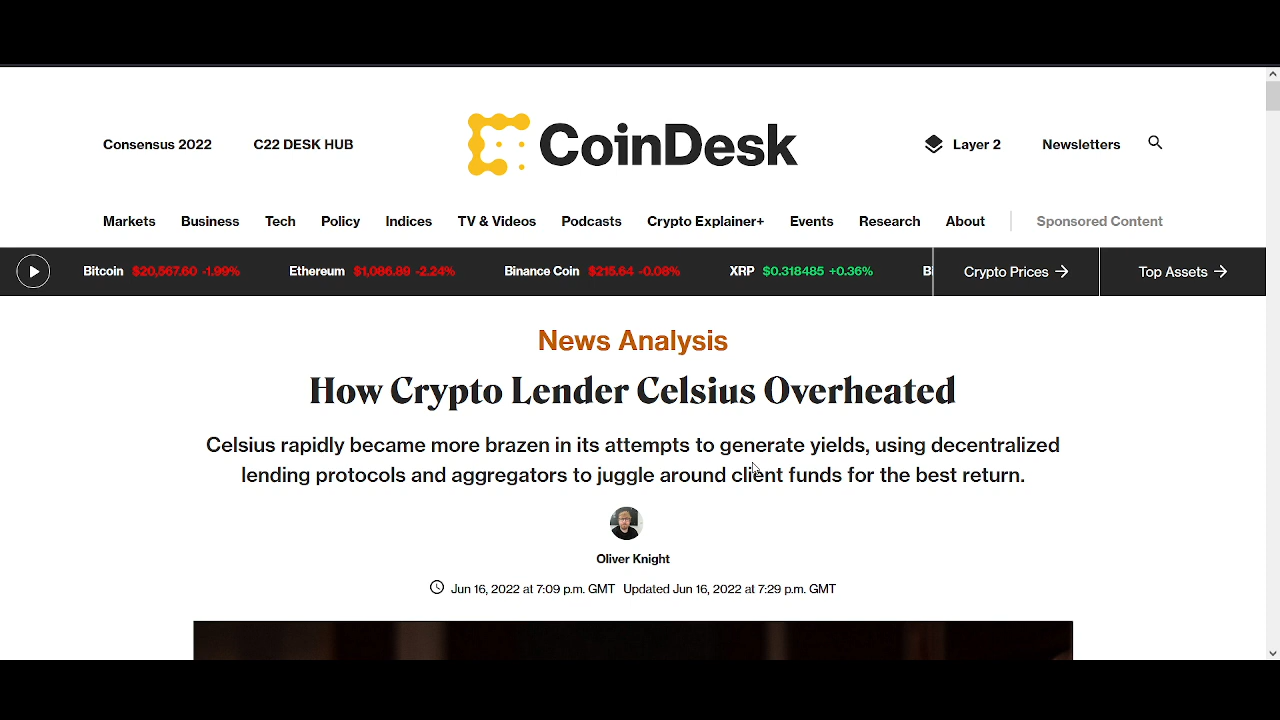 Consensus 2022 C22 DESK HUB CoinDesk Layer 2 Newsletters
Markets Business Tech Policy Indices TV & Videos Podcasts Crypto Explainer+ Events Research About Sponsored Content
Bitcoin $20,567.60 -1.99% Ethereum $1,086.89 -2.24% Binance Coin $215.64 -0.08% XRP $0.318485 +0.36% Crypto Prices → Top Assets →
News Analysis
How Crypto Lender Celsius Overheated
Celsius rapidly became more brazen in its attempts to generate yields, using decentralized
lending protocols and aggregators to juggle around client funds for the best return.
Oliver Knight
Jun 16, 2022 at 7:09 p.m. GMT Updated Jun 16, 2022 at 7:29 p.m. GMT